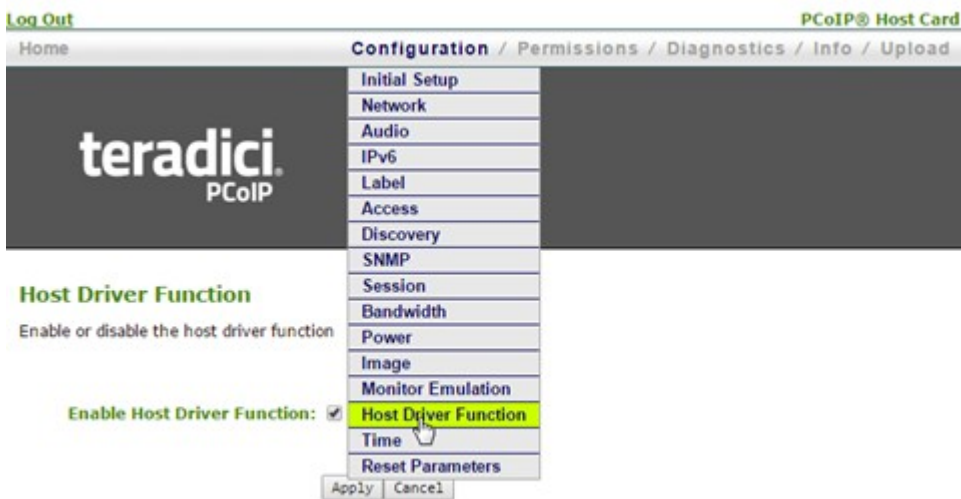 Log Out PCoIP® Host Card
Home Configuration / Permissions / Diagnostics / Info / Upload
Initial Setup
Network
Audio
IPv6
Label
Access
Discovery
SNMP
Session
Bandwidth
Power
Image
Monitor Emulation
Host Driver Function
Time
Reset Parameters
teradici.
PCoIP
Host Driver Function
Enable or disable the host driver function
Enable Host Driver Function:
Apply Cancel